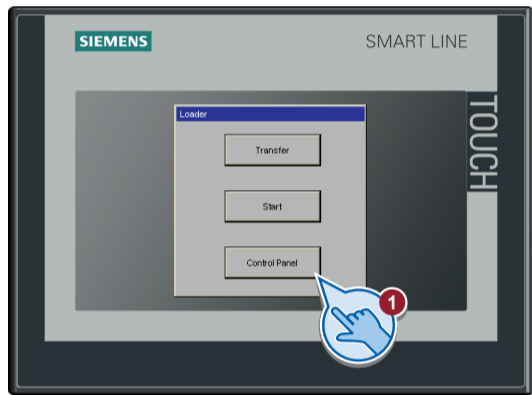 SIEMENS
SMART LINE
TOUCH
Loader
Transfer
Start
Control Panel
1